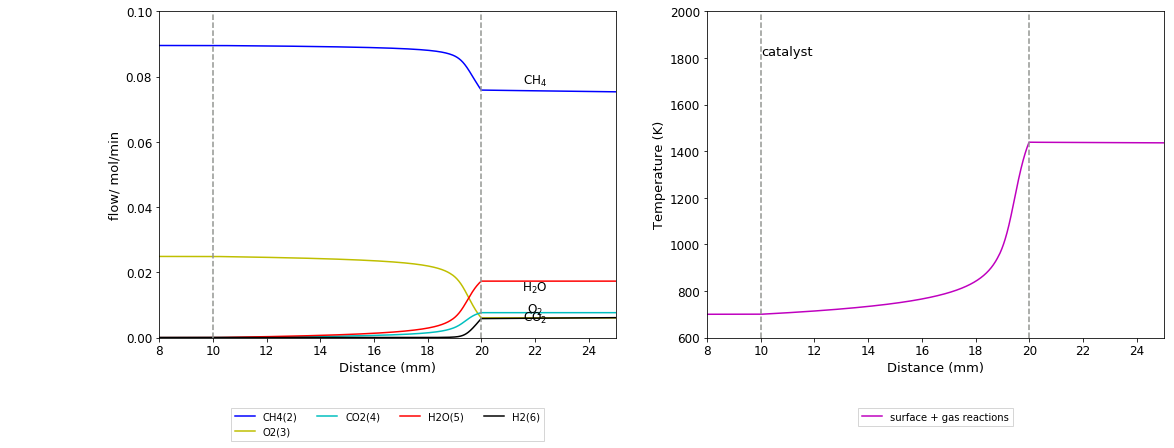 0.10
0.08
0.06
0.04
0.02
0.00
flow/ mol/min
CH₄
H₂O
O₂
CO₂
8 10 12 14 16 18 20 22 24
Distance (mm)
CH4(2) CO2(4) H2O(5) H2(6)
O2(3)
2000
1800
1600
1400
1200
1000
800
600
Temperature (K)
catalyst
8 10 12 14 16 18 20 22 24
Distance (mm)
surface + gas reactions